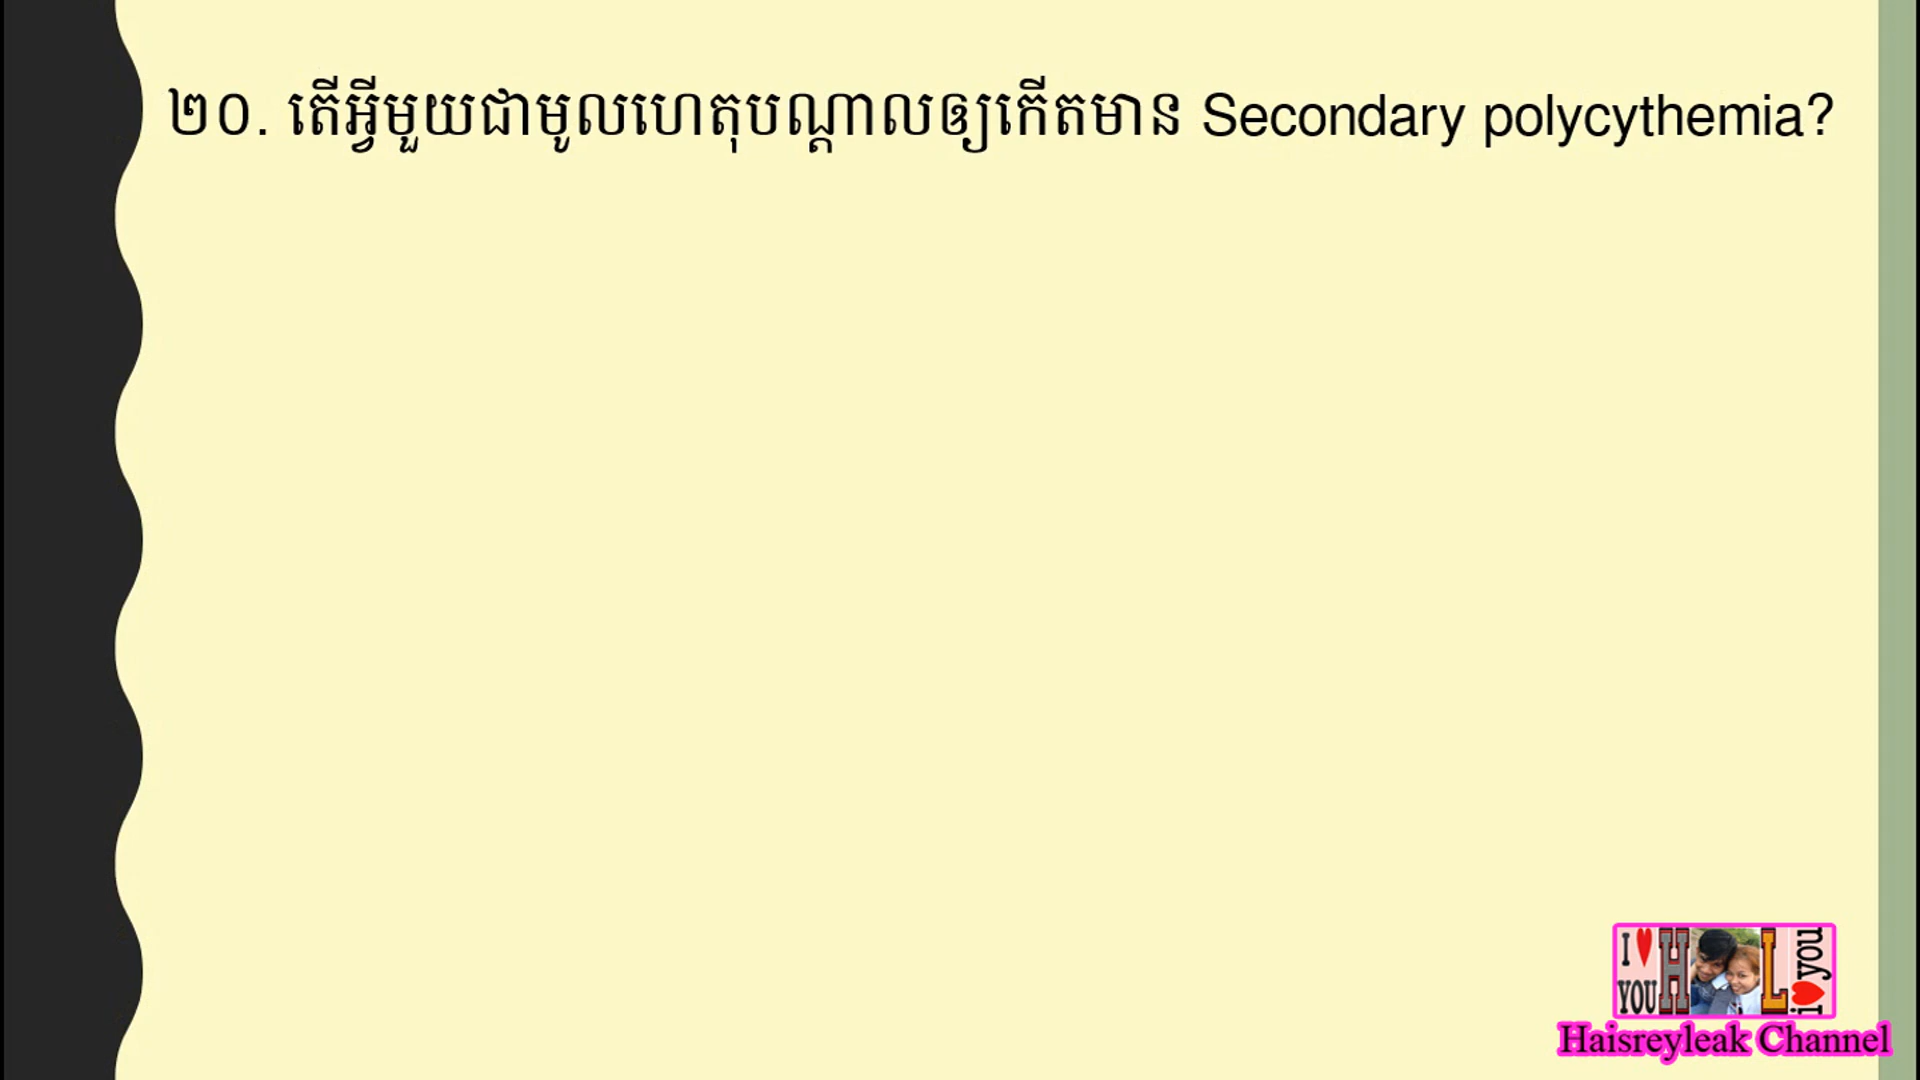 ២០. តើអ្វីមួយជាមូលហេតុបណ្តាលឲ្យកើតមាន Secondary polycythemia?
I ♥ YOU H L i ♥ you
Haisreyleak Channel